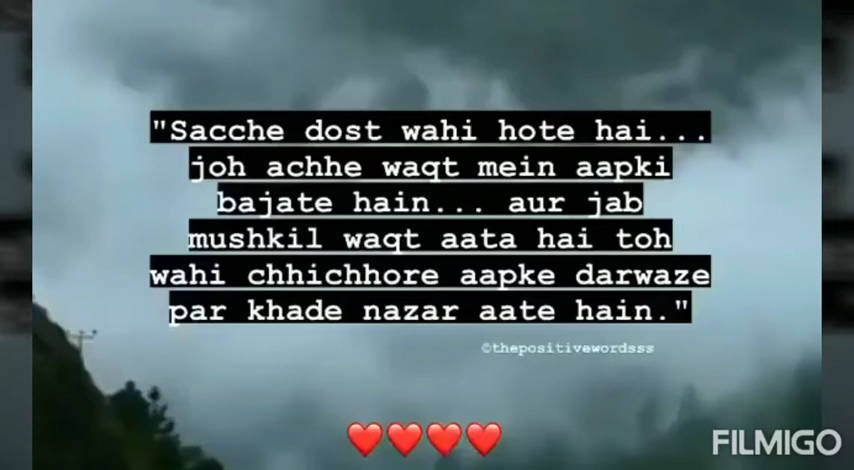 "Sacche dost wahi hote hai...
joh achhe waqt mein aapki
bajate hain... aur jab
mushkil waqt aata hai toh
wahi chhichhore aapke darwaze
par khade nazar aate hain."
©thepositivewordsss
FILMIGO